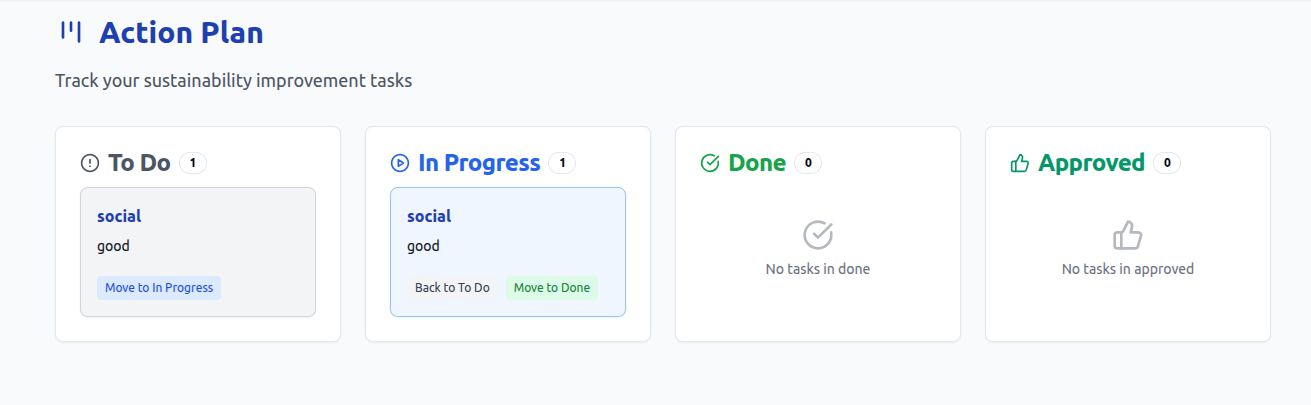 Action Plan
Track your sustainability improvement tasks
To Do 1
social
good
Move to In Progress
In Progress 1
social
good
Back to To Do Move to Done
Done 0
No tasks in done
Approved 0
No tasks in approved